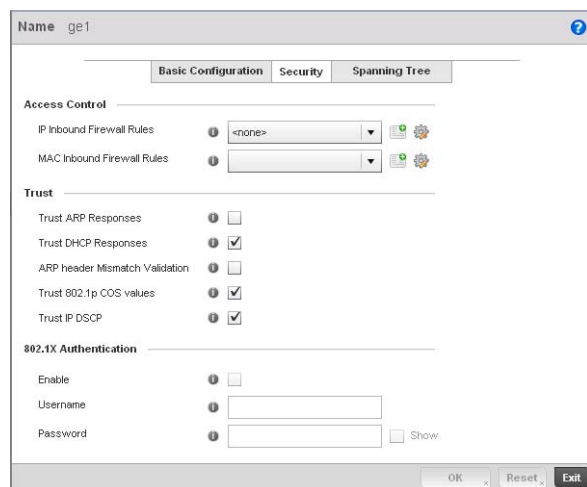 Name ge1
Basic Configuration Security Spanning Tree
Access Control
IP Inbound Firewall Rules <none>
MAC Inbound Firewall Rules
Trust
Trust ARP Responses
Trust DHCP Responses
ARP header Mismatch Validation
Trust 802.1p COS values
Trust IP DSCP
802.1X Authentication
Enable
Username
Password Show
OK Reset Exit